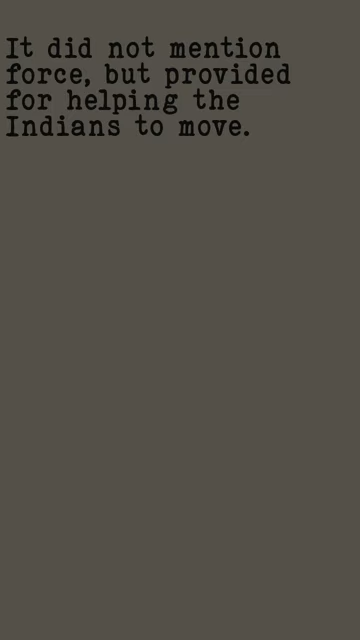 It did not mention
force, but provided
for helping the
Indians to move.